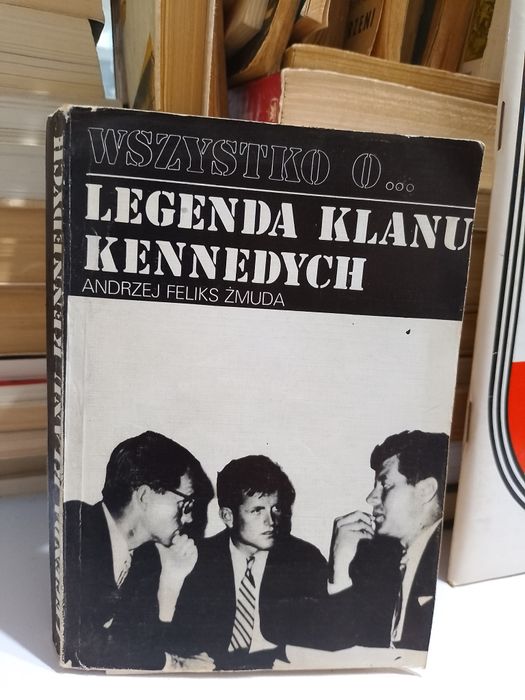 WSZYSTKO O...
LEGENDA KLANU
KENNEDYCH
ANDRZEJ FELIKS ŻMUDA